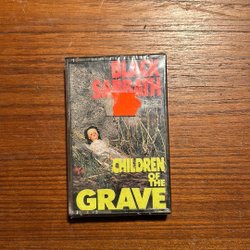 BLACK
SABBATH
CHILDREN
OF THE
GRAVE